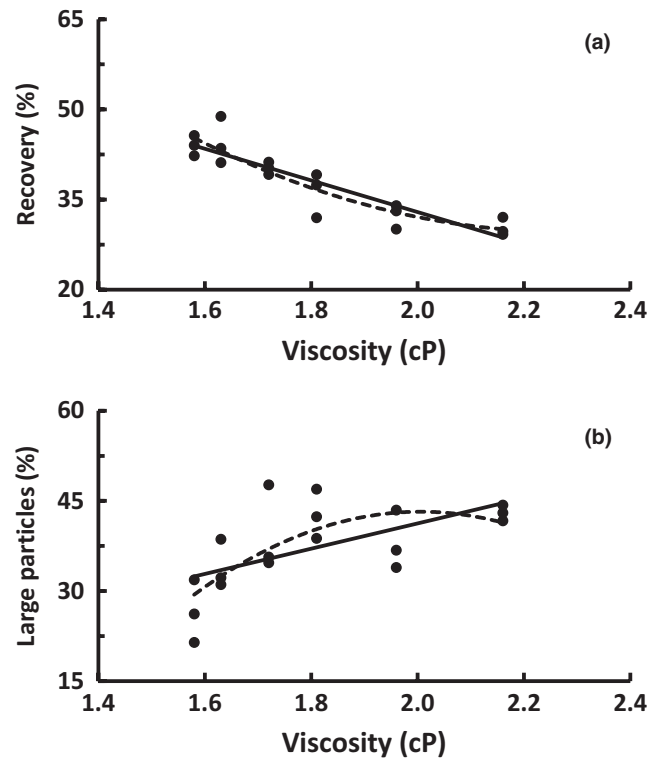 65
(a)
50
Recovery (%)
35
20
1.4 1.6 1.8 2.0 2.2 2.4
Viscosity (cP)
60
(b)
45
Large particles (%)
30
15
1.4 1.6 1.8 2.0 2.2 2.4
Viscosity (cP)